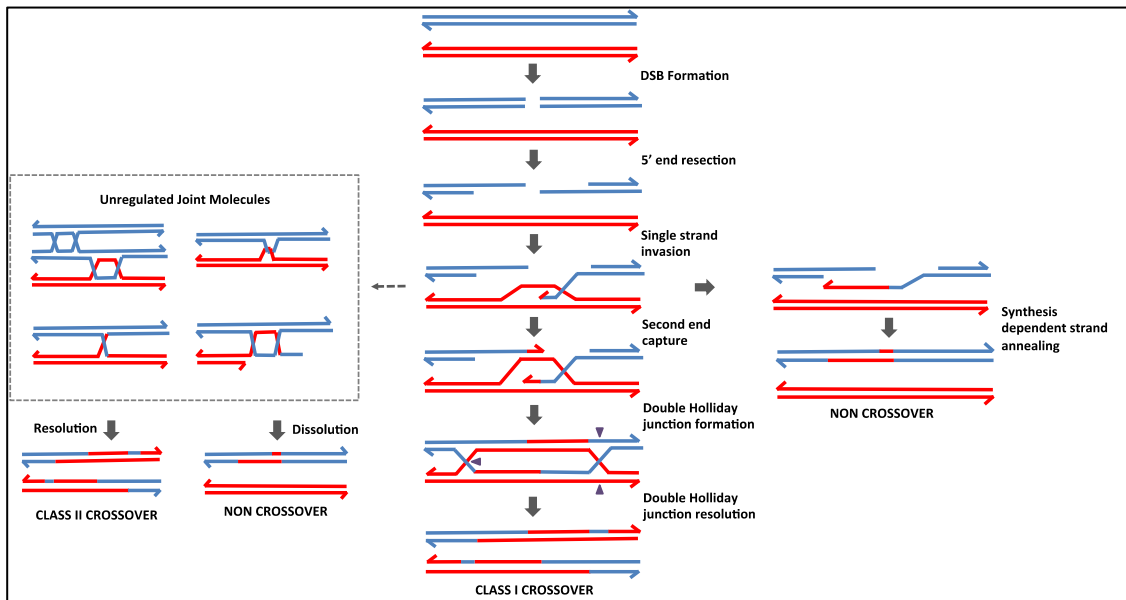 DSB Formation
5’ end resection
Unregulated Joint Molecules
Single strand
invasion
Second end
capture
Synthesis
dependent strand
annealing
NON CROSSOVER
Double Holliday
junction formation
Resolution
Dissolution
Double Holliday
junction resolution
CLASS II CROSSOVER
NON CROSSOVER
CLASS I CROSSOVER